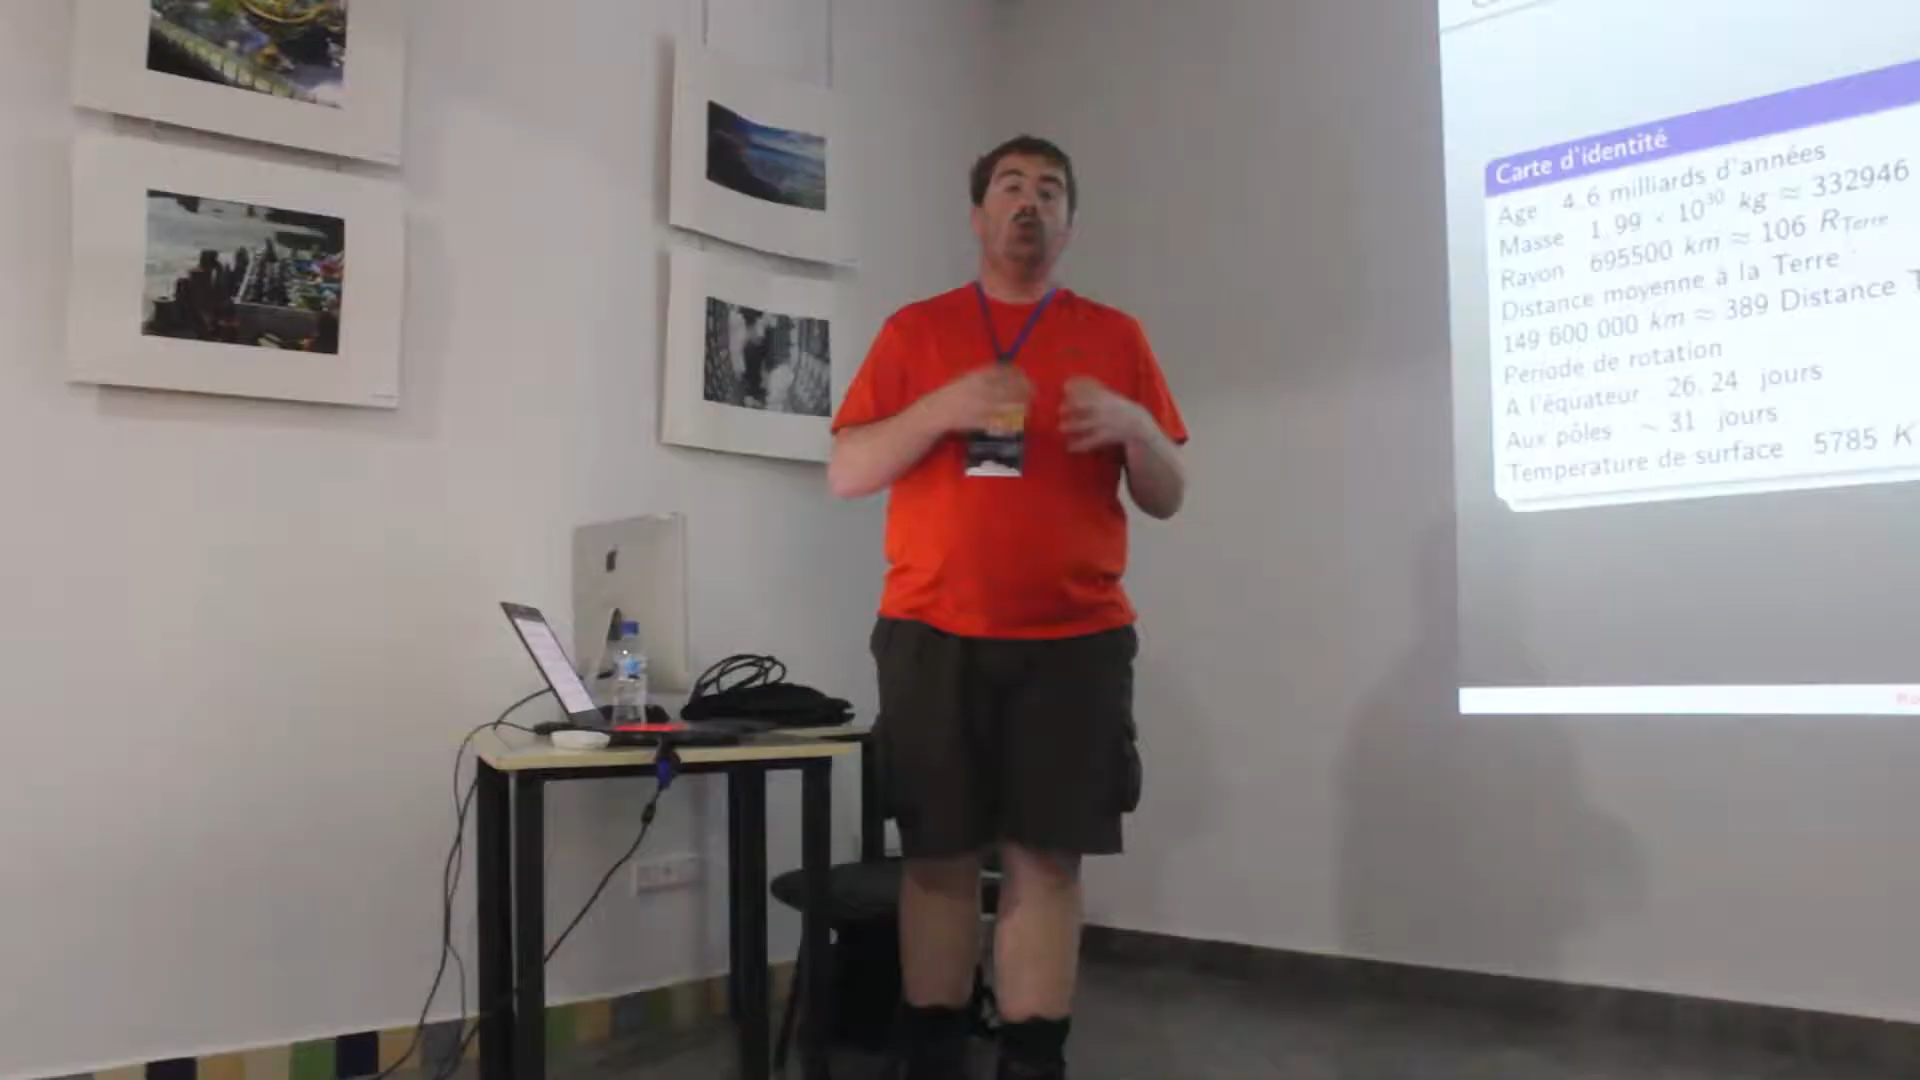 Carte d'identité
Age 4.6 milliards d'années
Masse 1.99 × 10³⁰ kg ≈ 332946
Rayon 695500 km ≈ 106 R_Terre
Distance moyenne à la Terre
149 600 000 km ≈ 389 Distance T
Période de rotation
A l'équateur 26.24 jours
Aux pôles ~ 31 jours
Température de surface 5785 K